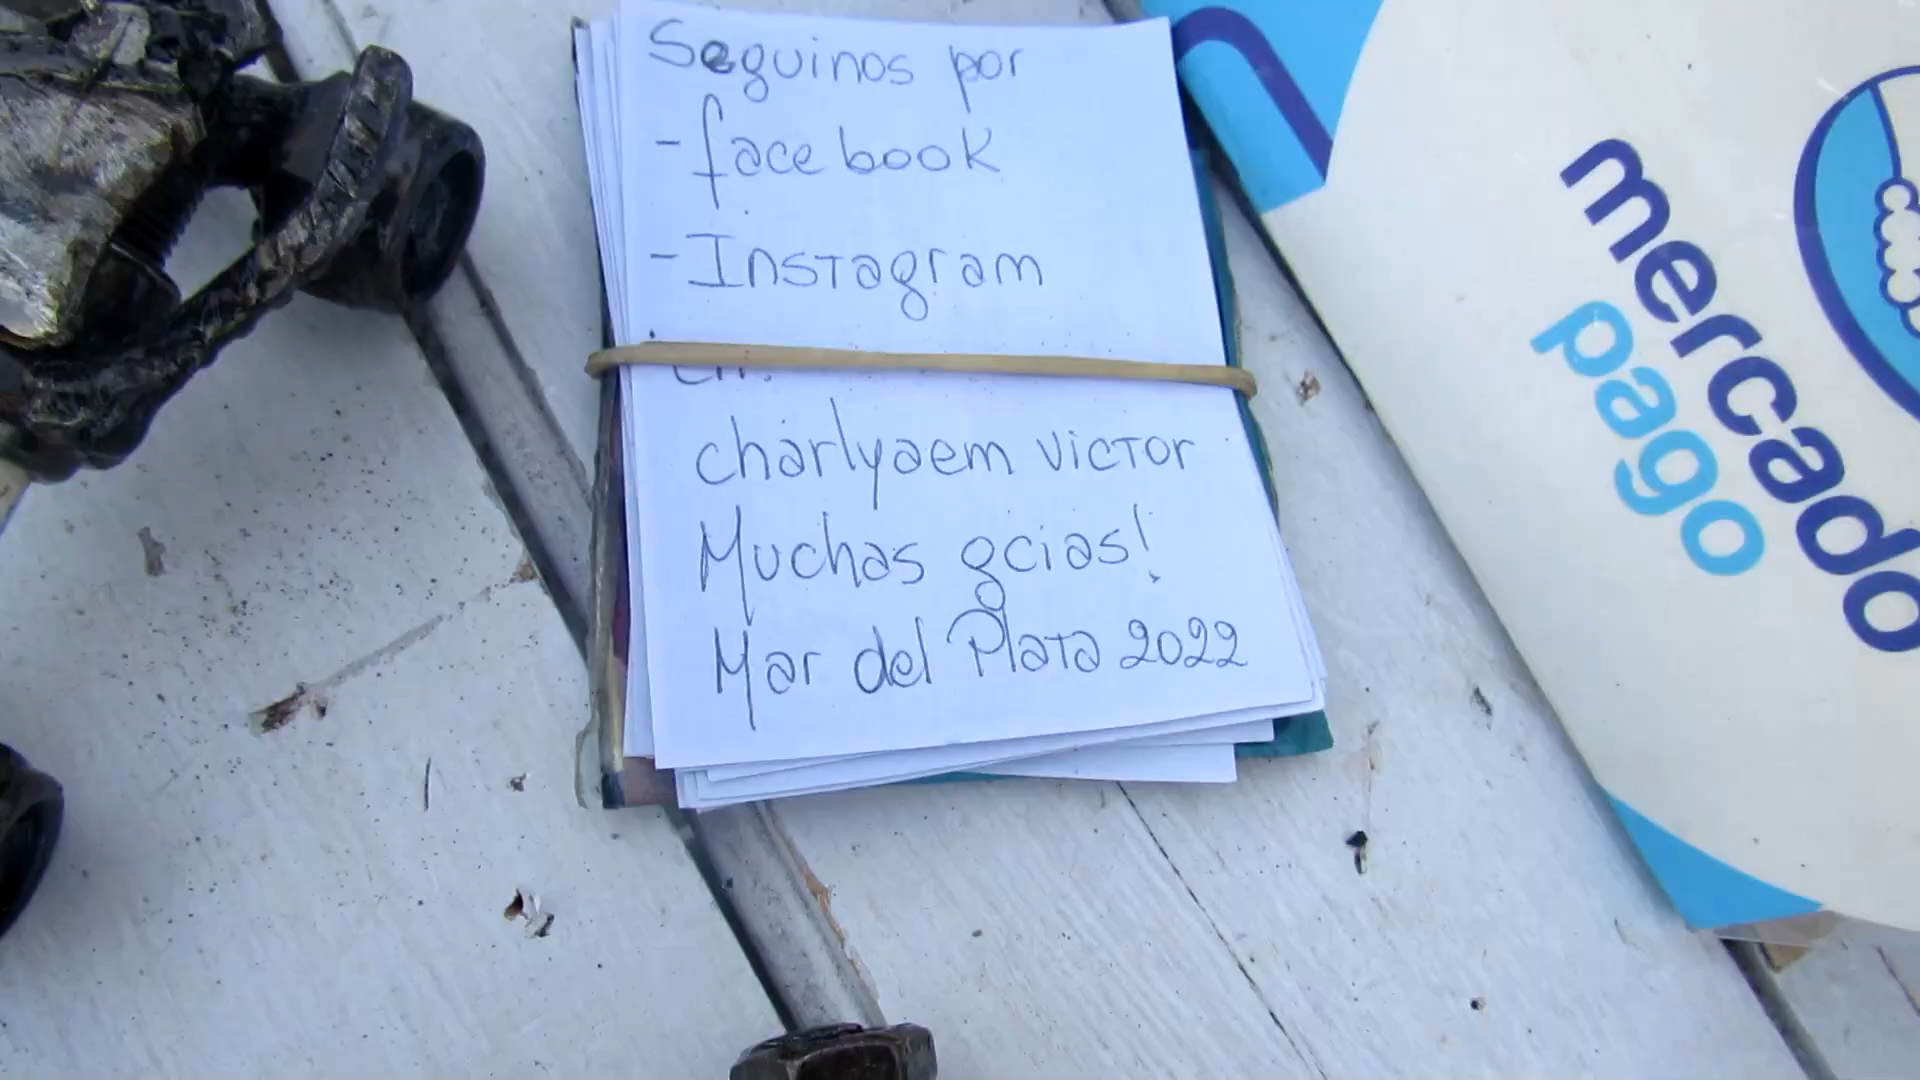 Seguinos por
-facebook
-Instagram
charlyaem victor
Muchas gcias!
Mar del Plata 2022
mercado
pago